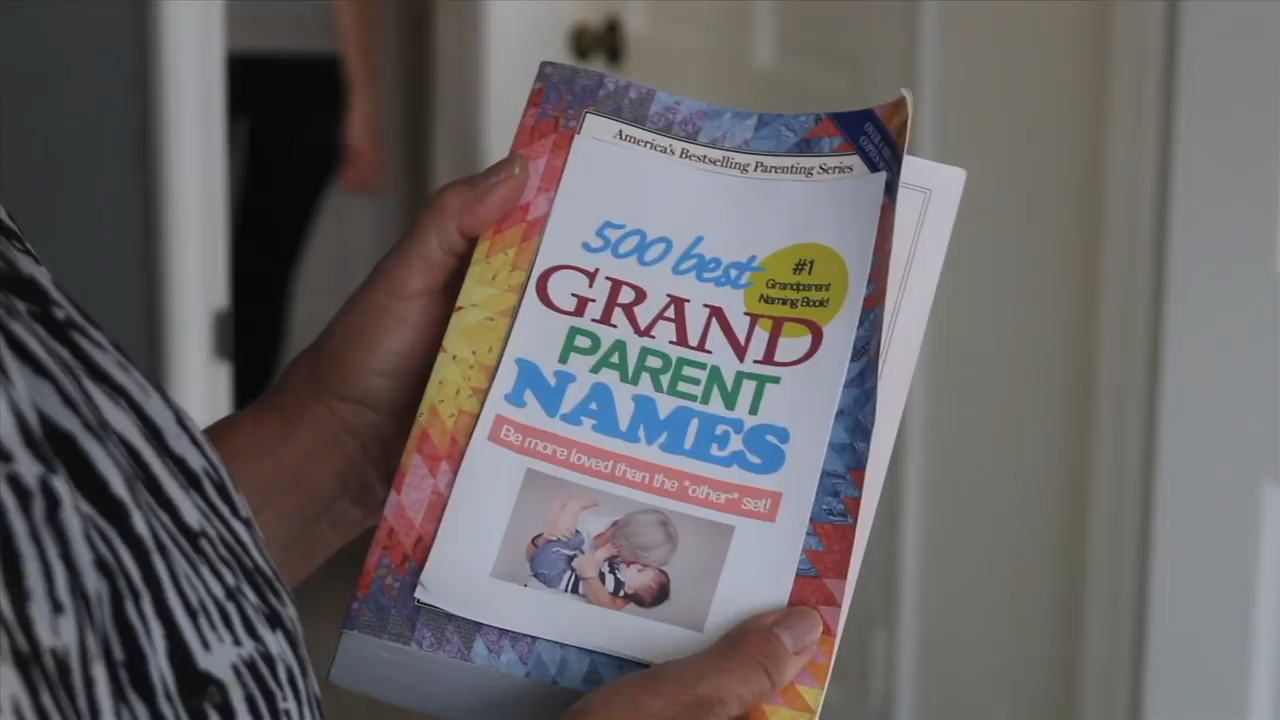 America's Bestselling Parenting Series
500 best
#1
Grandparent
Naming Book!
GRAND
PARENT
NAMES
Be more loved than the *other* set!